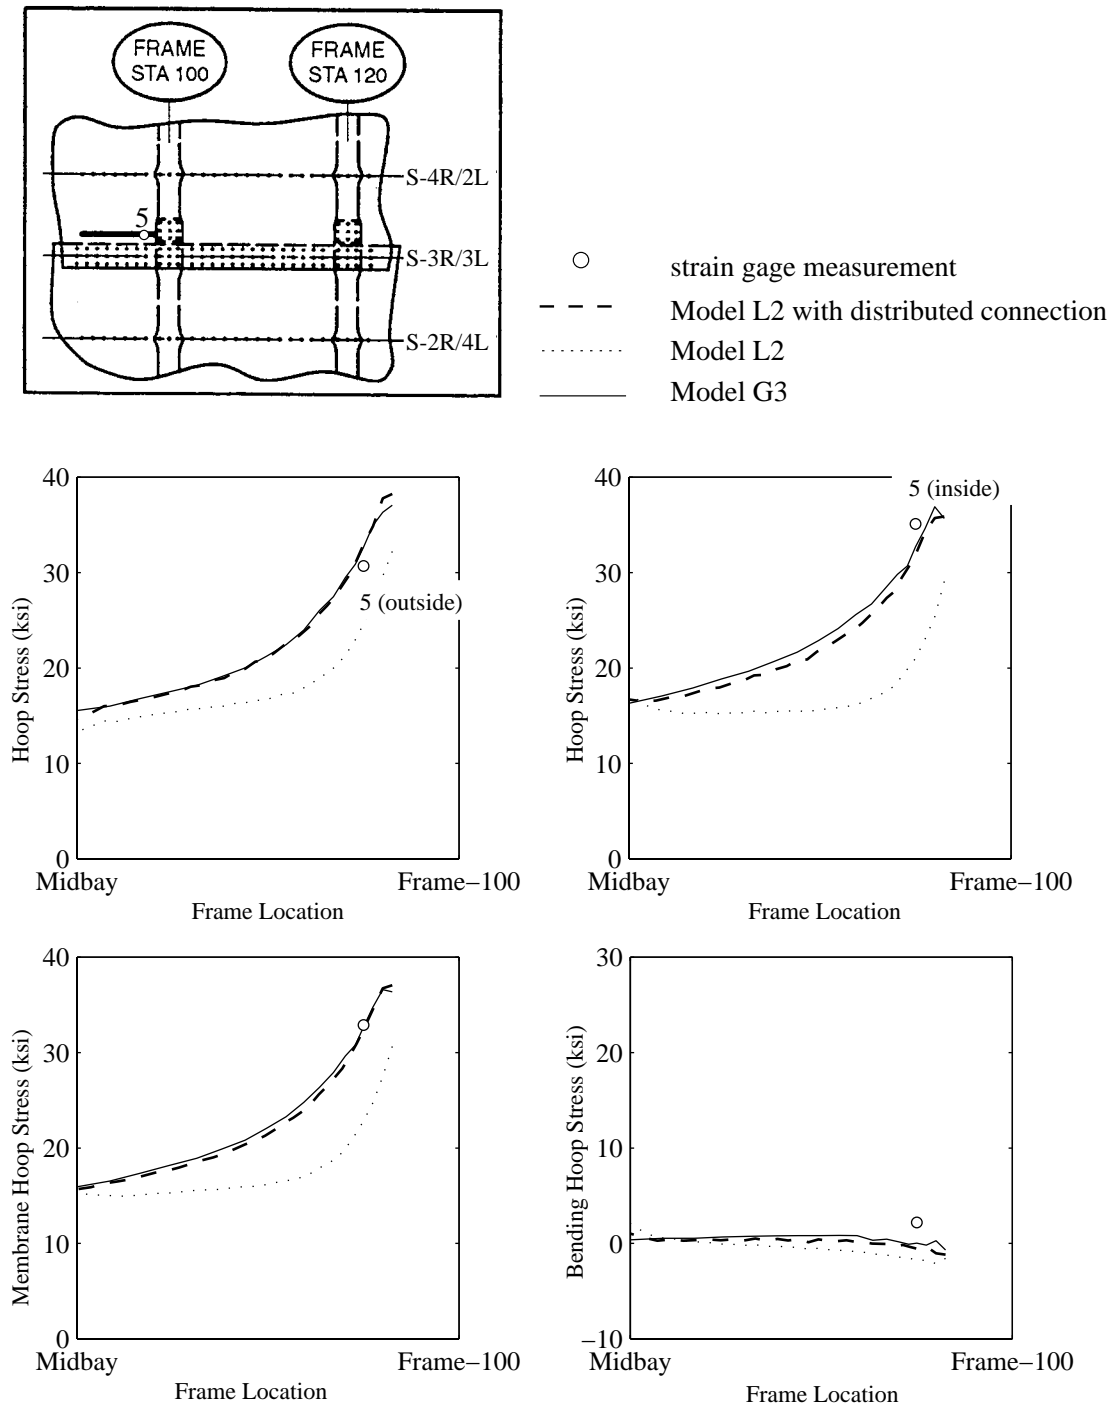 FRAME
STA 100
FRAME
STA 120
S-4R/2L
5
S-3R/3L
S-2R/4L
strain gage measurement
Model L2 with distributed connection
Model L2
Model G3
40
30
20
10
0
Hoop Stress (ksi)
5 (outside)
Midbay
Frame−100
Frame Location
40
30
20
10
0
Hoop Stress (ksi)
5 (inside)
Midbay
Frame−100
Frame Location
40
30
20
10
0
Membrane Hoop Stress (ksi)
Midbay
Frame−100
Frame Location
30
20
10
0
−10
Bending Hoop Stress (ksi)
Midbay
Frame−100
Frame Location